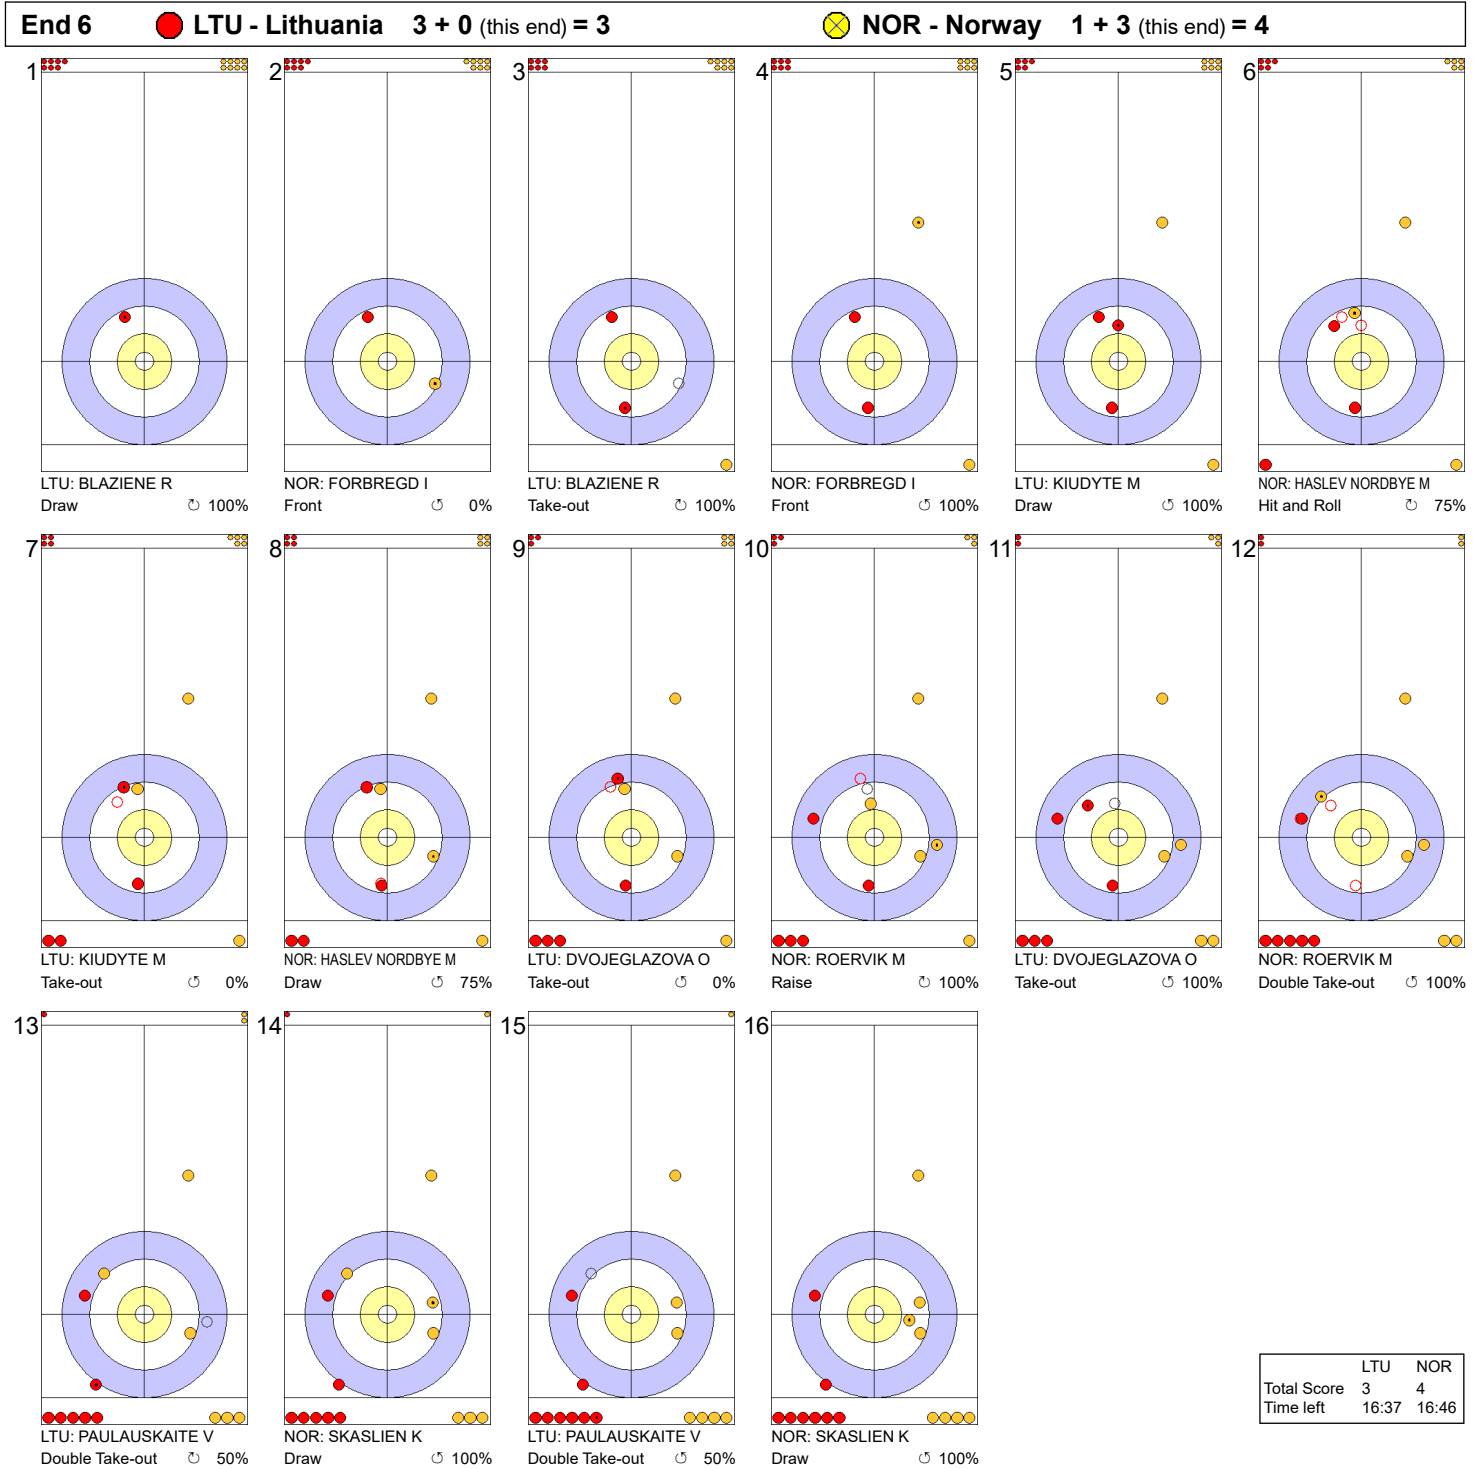 End 6 LTU - Lithuania 3 + 0 (this end) = 3 NOR - Norway 1 + 3 (this end) = 4
1 2 3 4 5 6
LTU: BLAZIENE R NOR: FORBREGD I LTU: BLAZIENE R NOR: FORBREGD I LTU: KIUDYTE M NOR: HASLEV NORDBYE M
Draw ↻ 100% Front ↺ 0% Take-out ↻ 100% Front ↺ 100% Draw ↺ 100% Hit and Roll ↻ 75%
7 8 9 10 11 12
LTU: KIUDYTE M NOR: HASLEV NORDBYE M LTU: DVOJEGLAZOVA O NOR: ROERVIK M LTU: DVOJEGLAZOVA O NOR: ROERVIK M
Take-out ↺ 0% Draw ↺ 75% Take-out ↺ 0% Raise ↻ 100% Take-out ↺ 100% Double Take-out ↺ 100%
13 14 15 16
LTU: PAULAUSKAITE V NOR: SKASLIEN K LTU: PAULAUSKAITE V NOR: SKASLIEN K
Double Take-out ↺ 50% Draw ↺ 100% Double Take-out ↺ 50% Draw ↺ 100%
LTU NOR
Total Score 3 4
Time left 16:37 16:46